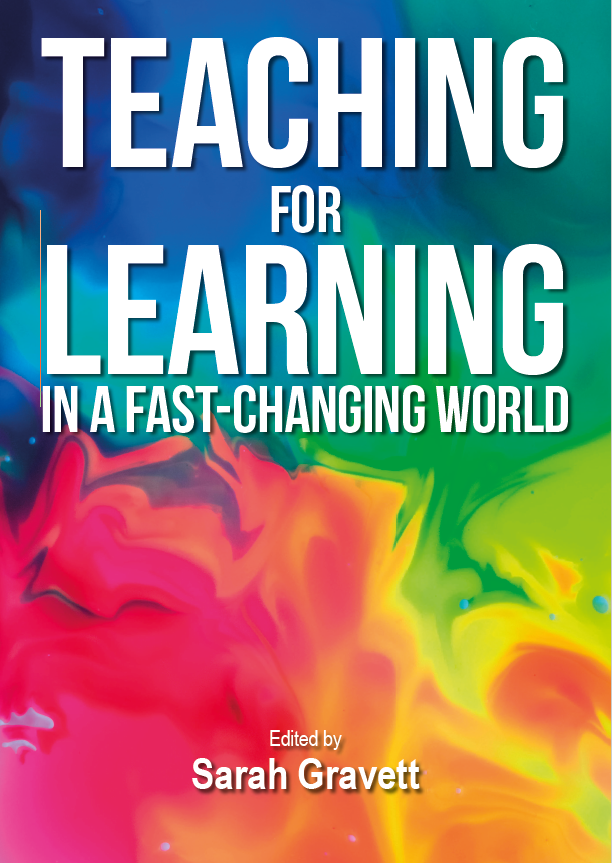 TEACHING
FOR
LEARNING
IN A FAST-CHANGING WORLD
Edited by
Sarah Gravett